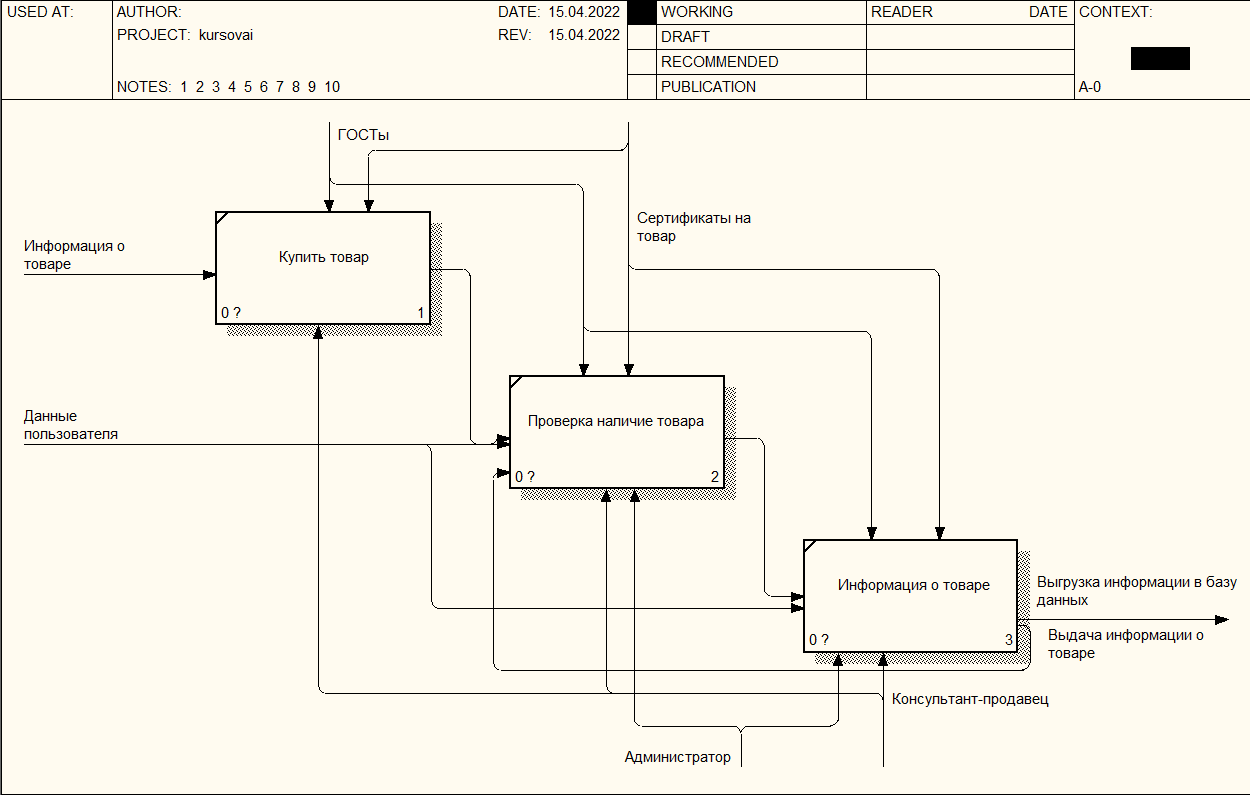 USED AT:
AUTHOR:
DATE: 15.04.2022
PROJECT: kursovai
REV: 15.04.2022
NOTES: 1 2 3 4 5 6 7 8 9 10
WORKING
DRAFT
RECOMMENDED
PUBLICATION
READER
DATE
CONTEXT:
A-0
ГОСТы
Сертификаты на
товар
Информация о
товаре
Купить товар
0 ?
1
Данные
пользователя
Проверка наличие товара
0 ?
2
Информация о товаре
0 ?
3
Выгрузка информации в базу
данных
Выдача информации о
товаре
Консультант-продавец
Администратор